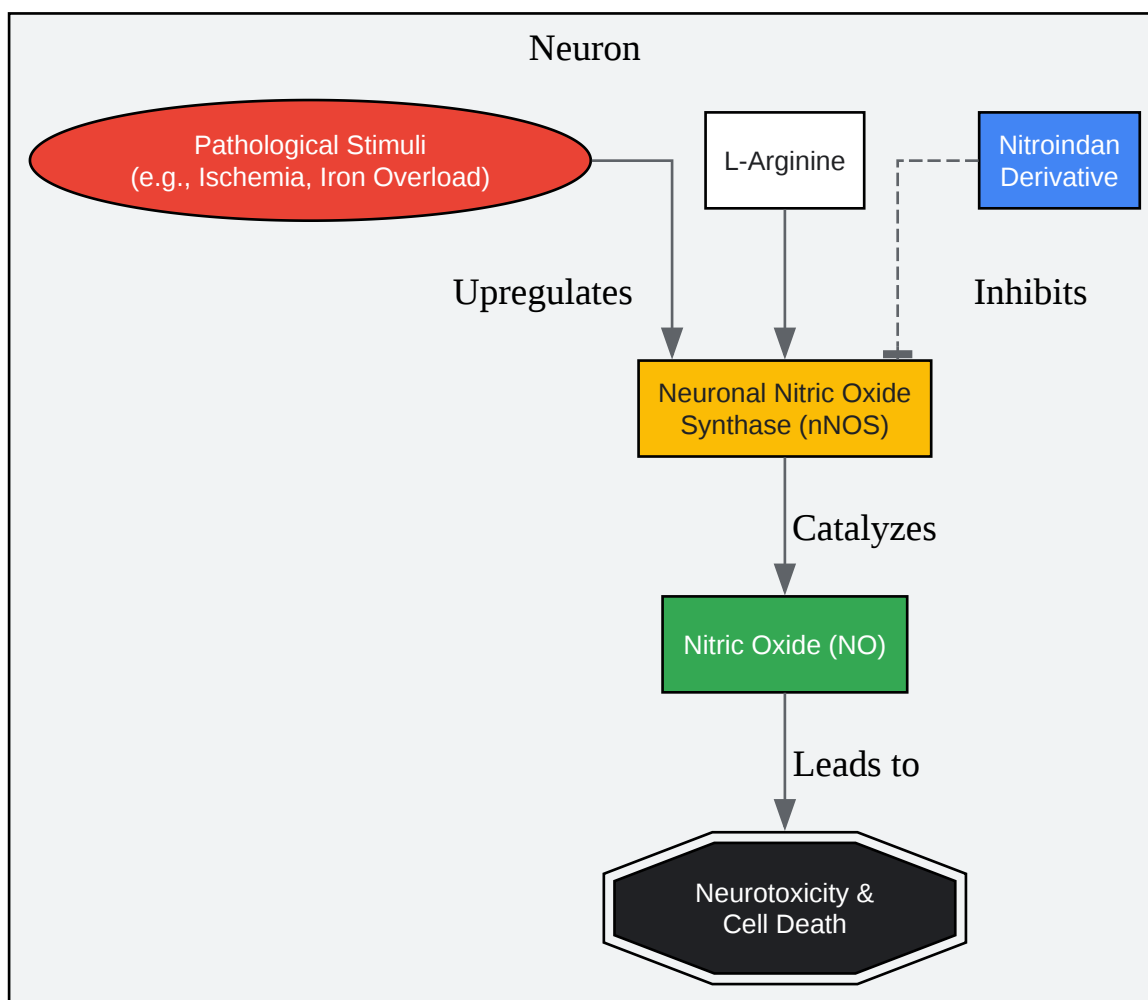 Neuron
Pathological Stimuli
(e.g., Ischemia, Iron Overload)
L-Arginine
Nitroindan
Derivative
Upregulates
Inhibits
Neuronal Nitric Oxide
Synthase (nNOS)
Catalyzes
Nitric Oxide (NO)
Leads to
Neurotoxicity &
Cell Death